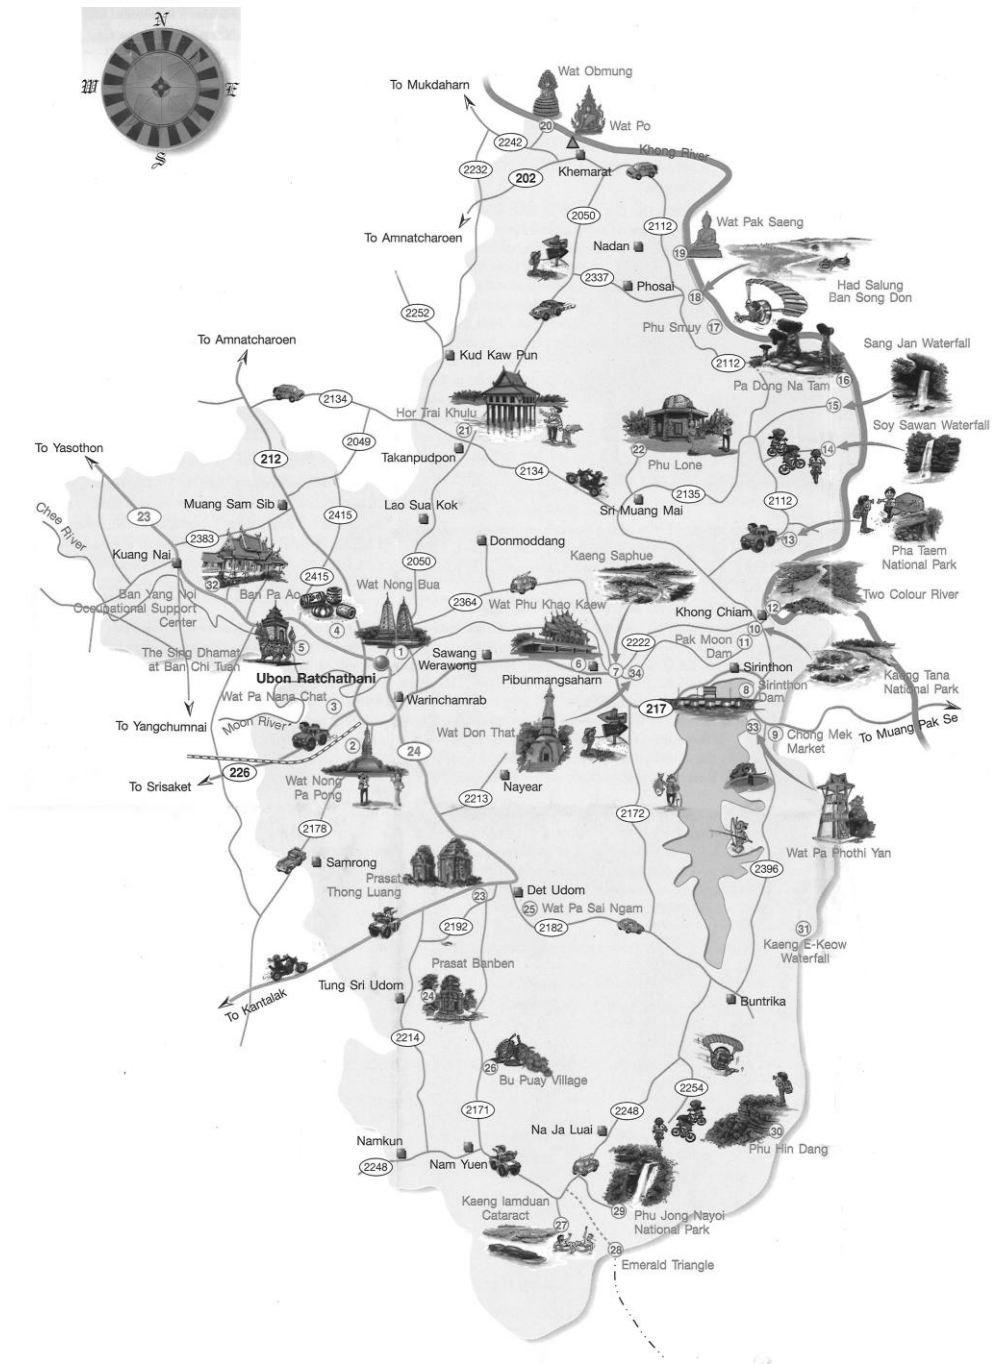 N
W
E
S
To Mukdaharn
Wat Obmung
20
Wat Po
2242
Khong River
2232
202
Khemarat
2050
2112
Wat Pak Saeng
To Amnatcharoen
Nadan
19
Had Salung
Ban Song Don
2337
Phosai
18
2252
Phu Smuy
17
To Amnatcharoen
Sang Jan Waterfall
Kud Kaw Pun
2112
Pa Dong Na Tam
16
2134
Hor Trai Khulu
15
21
Soy Sawan Waterfall
To Yasothon
2049
14
212
Takanpudpon
22
Phu Lone
2134
2135
2112
Muang Sam Sib
Lao Sua Kok
Sri Muang Mai
23
2415
Chee River
2383
Donmoddang
Kaeng Saphue
13
Pha Taem
National Park
Kuang Nai
2050
32
Ban Pa Ao
2415
Wat Nong Bua
Ban Yang Noi
Occupational Support
Center
2364
Wat Phu Khao Kaew
Two Colour River
Khong Chiam
12
4
10
The Sing Dhamat
at Ban Chi Tuan
5
1
2222
Pak Moon
Dam
11
Sawang
Werawong
6
7
34
Sirinthon
Kaeng Tana
National Park
Ubon Ratchathani
Pibunmangsaharn
8
Sirinthon
Dam
Wat Pa Nana Chat
3
Warinchamrab
217
To Yangchumnai
Moon River
33
9
Chong Mek
Market
To Muang Pak Se
Wat Don That
2
24
226
To Srisaket
Wat Nong
Pa Pong
Nayear
2213
2172
2178
Wat Pa Phothi Yan
Samrong
Prasat
Thong Luang
2396
23
Det Udom
25
Wat Pa Sai Ngam
2192
2182
31
Kaeng E-Keow
Waterfall
Prasat Banben
Tung Sri Udom
24
To Kantalak
Buntrika
2214
26
Bu Puay Village
2254
2171
2248
Na Ja Luai
30
Phu Hin Dang
Namkun
2248
Nam Yuen
Kaeng Iamduan
Cataract
29
Phu Jong Nayoi
National Park
27
28
Emerald Triangle